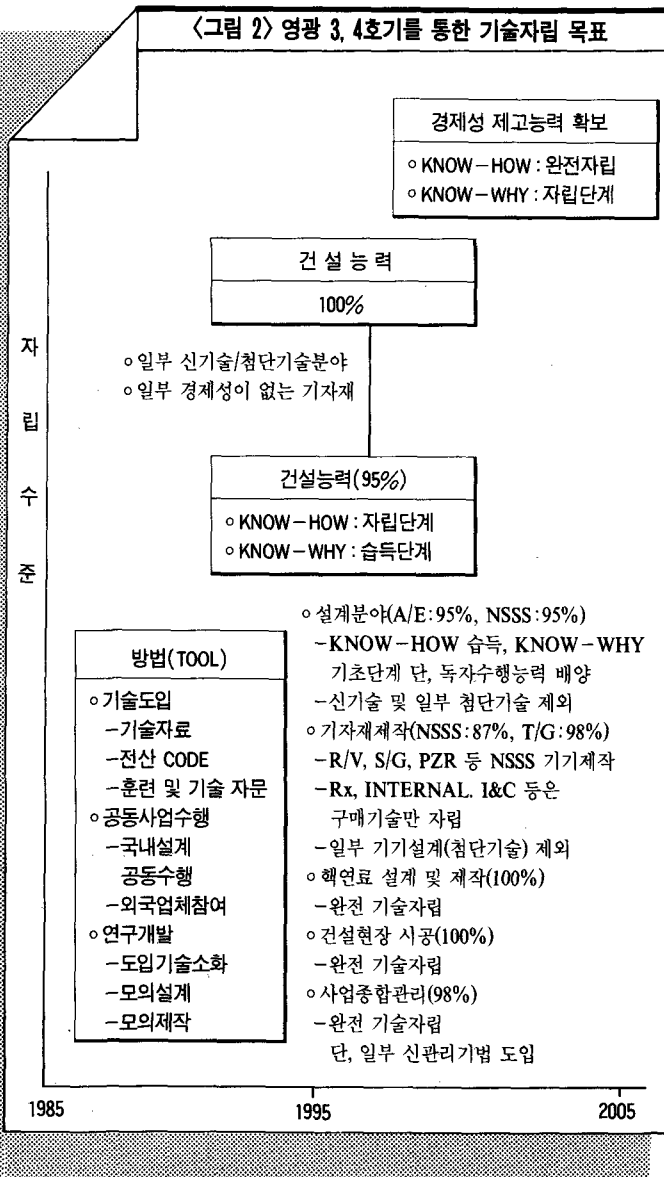 〈그림 2〉 영광 3, 4호기를 통한 기술자립 목표
경제성 제고능력 확보
○ KNOW-HOW : 완전자립
○ KNOW-WHY : 자립단계
건 설 능 력
100%
○ 일부 신기술/첨단기술분야
○ 일부 경제성이 없는 기자재
자
립
수
준
건설능력(95%)
○ KNOW-HOW : 자립단계
○ KNOW-WHY : 습득단계
방법(TOOL)
○ 기술도입
-기술자료
-전산 CODE
-훈련 및 기술 자문
○ 공동사업수행
-국내설계
공동수행
-외국업체참여
○ 연구개발
-도입기술소화
-모의설계
-모의제작
○ 설계분야(A/E:95%, NSSS:95%)
-KNOW-HOW 습득, KNOW-WHY
기초단계 단, 독자수행능력 배양
-신기술 및 일부 첨단기술 제외
○ 기자재제작(NSSS:87%, T/G:98%)
-R/V, S/G, PZR 등 NSSS 기기제작
-Rx, INTERNAL. I&C 등은
구매기술만 자립
-일부 기기설계(첨단기술) 제외
○ 핵연료 설계 및 제작(100%)
-완전 기술자립
○ 건설현장 시공(100%)
-완전 기술자립
○ 사업종합관리(98%)
-완전 기술자립
단, 일부 신관리기법 도입
1985 1995 2005